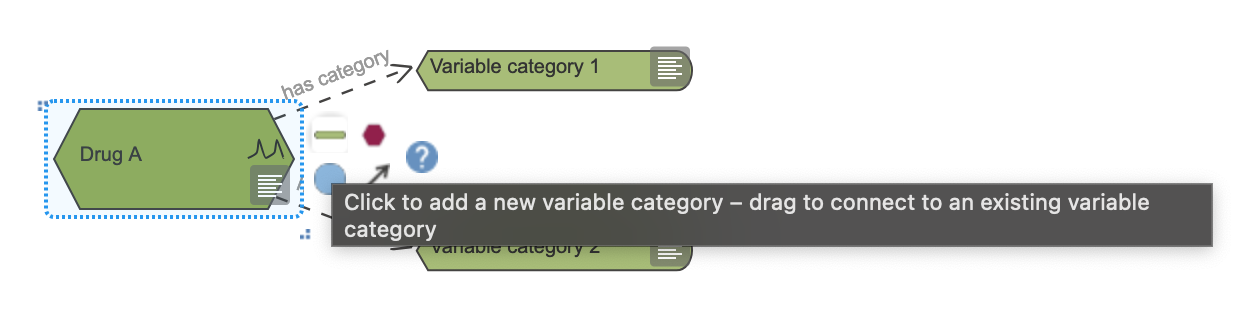 has category
Variable category 1
Drug A
?
Click to add a new variable category – drag to connect to an existing variable
category
Variable category 2